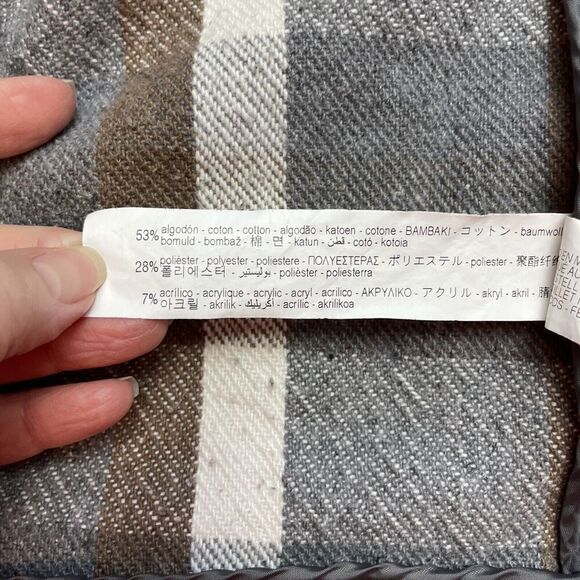 53% algodón - coton - cotton - algodão - katoen - cotone - BAMBAKI - コットン - baumwoll
bomuld - bombaž - 棉 - 면 - katun - قطن - cotó - kotoia
28% poliéster - polyester - poliestere - ΠΟΛΥΕΣΤΕΡΑΣ - ポリエステル - poliester - 聚酯纤维
폴리에스터 - بوليستير - polièster - poliesterra
7% acrílico - acrylique - acrylic - acryl - acrilico - ΑΚΡΥΛΙΚΟ - アクリル - akryl - akril - 腈
아크릴 - akrilik - أكريليك - acrílic - akrilikoa